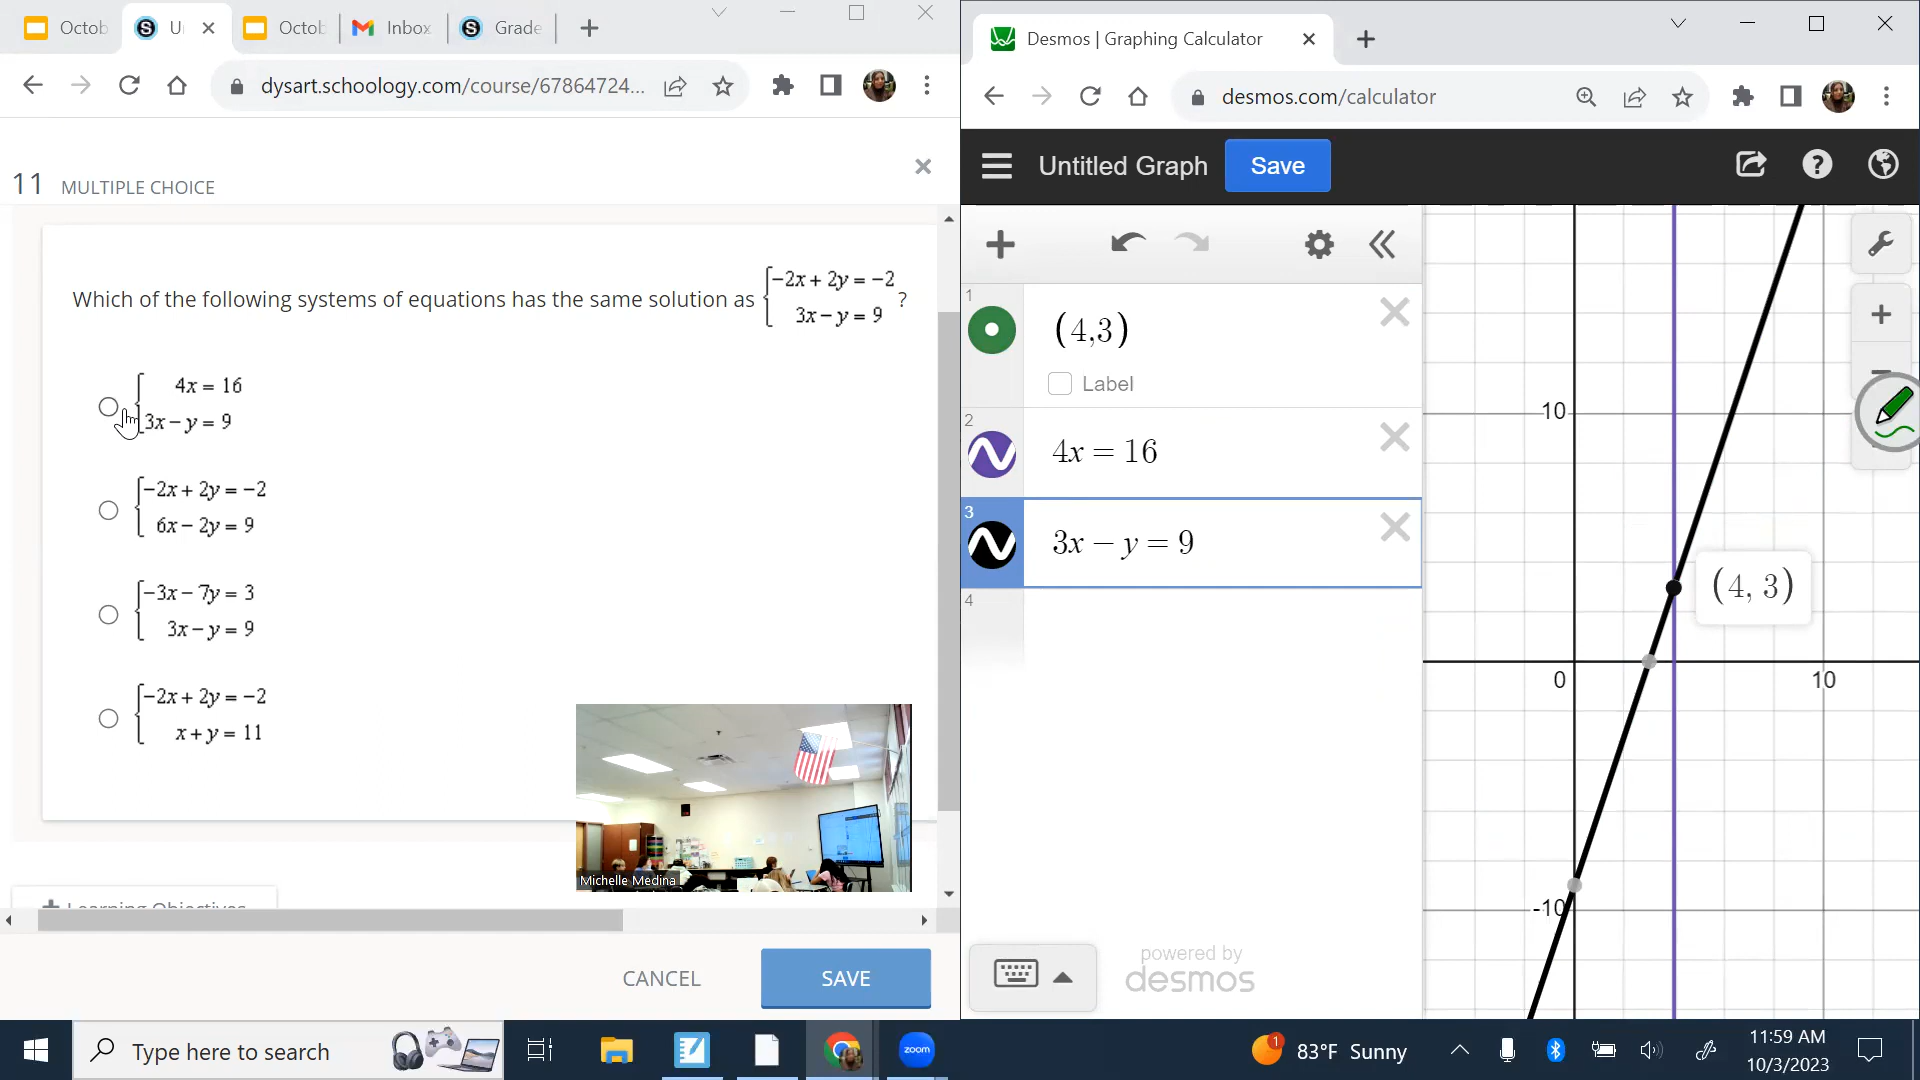 Octob
U
Octob
Inbox
Grade
dysart.schoology.com/course/67864724...
11 MULTIPLE CHOICE
Which of the following systems of equations has the same solution as { -2x + 2y = -2
3x - y = 9 ?
4x = 16
3x - y = 9
-2x + 2y = -2
6x - 2y = 9
-3x - 7y = 3
3x - y = 9
-2x + 2y = -2
x + y = 11
Michelle Medina
Learning Objectives
CANCEL
SAVE
Desmos | Graphing Calculator
desmos.com/calculator
Untitled Graph
Save
1
(4,3)
Label
2
4x = 16
3
3x - y = 9
4
10
(4, 3)
0
10
-10
powered by
desmos
Type here to search
zoom
1
83°F Sunny
11:59 AM
10/3/2023